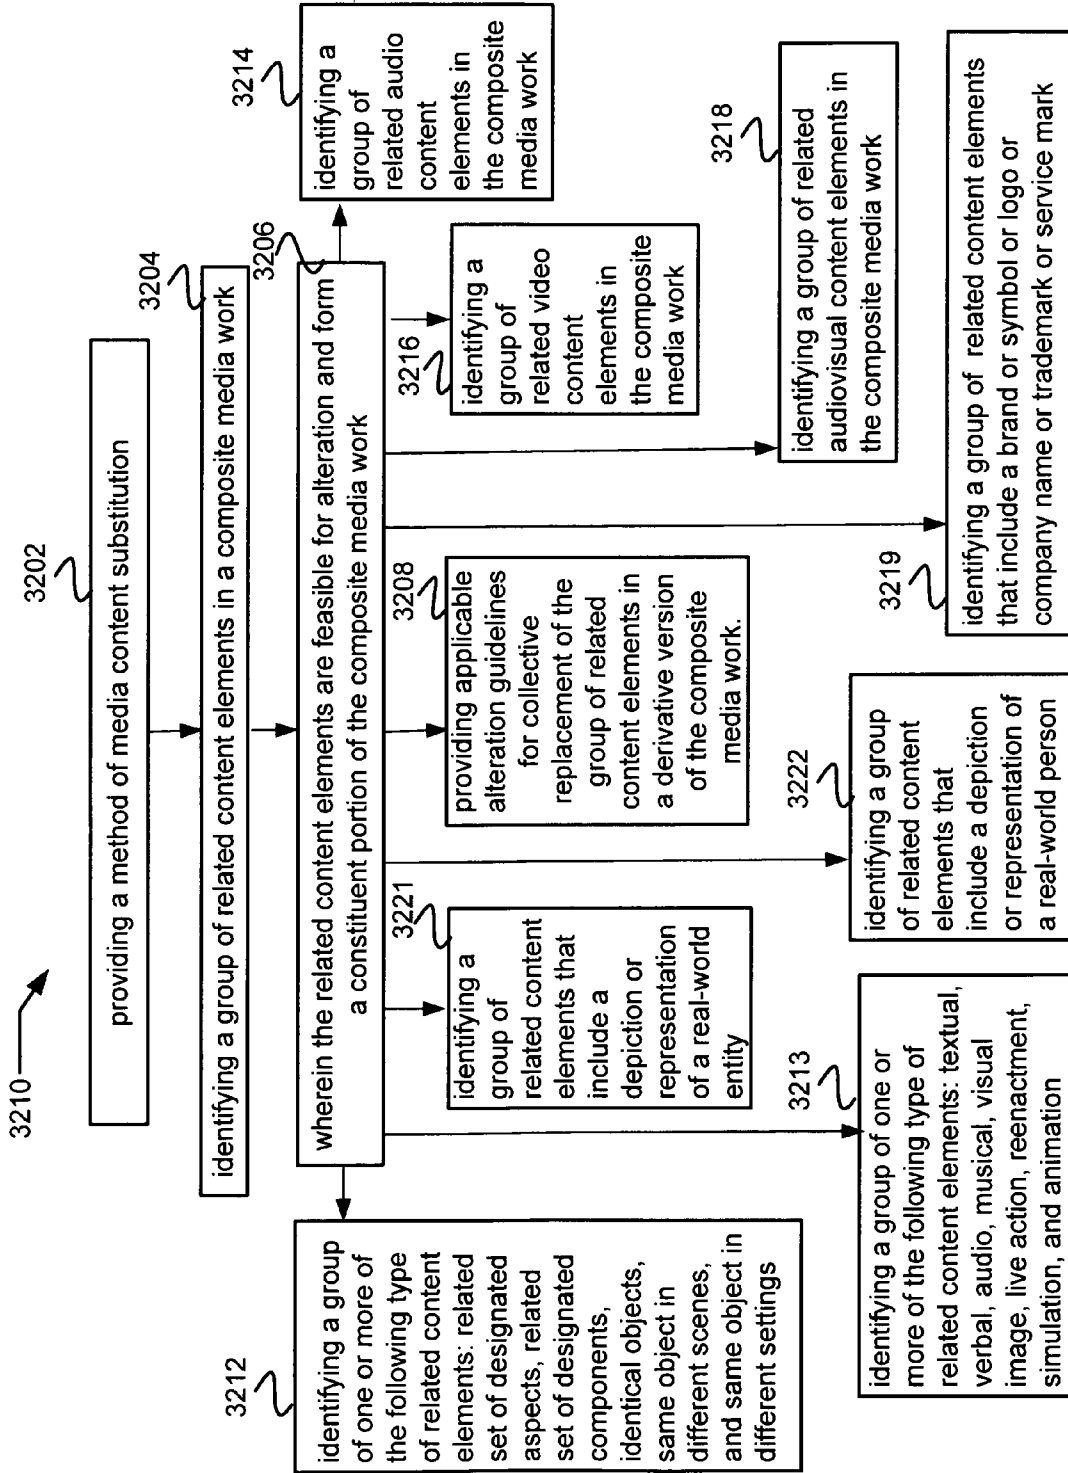 3210
3202
providing a method of media content substitution
3204
identifying a group of related content elements in a composite media work
3206
wherein the related content elements are feasible for alteration and form
a constituent portion of the composite media work
3212
identifying a group
of one or more of
the following type
of related content
elements: related
set of designated
aspects, related
set of designated
components,
identical objects,
same object in
different scenes,
and same object in
different settings
3221
identifying a
group of
related content
elements that
include a
depiction or
representation
of a real-world
entity
3208
providing applicable
alteration guidelines
for collective
replacement of the
group of related
content elements in
a derivative version
of the composite
media work.
3216
identifying a
group of
related video
content
elements in
the composite
media work
3214
identifying a
group of
related audio
content
elements in
the composite
media work
3213
identifying a group of one or
more of the following type of
related content elements: textual,
verbal, audio, musical, visual
image, live action, reenactment,
simulation, and animation
3222
identifying a group
of related content
elements that
include a depiction
or representation of
a real-world person
3218
identifying a group of related
audiovisual content elements in
the composite media work
3219
identifying a group of related content elements
that include a brand or symbol or logo or
company name or trademark or service mark